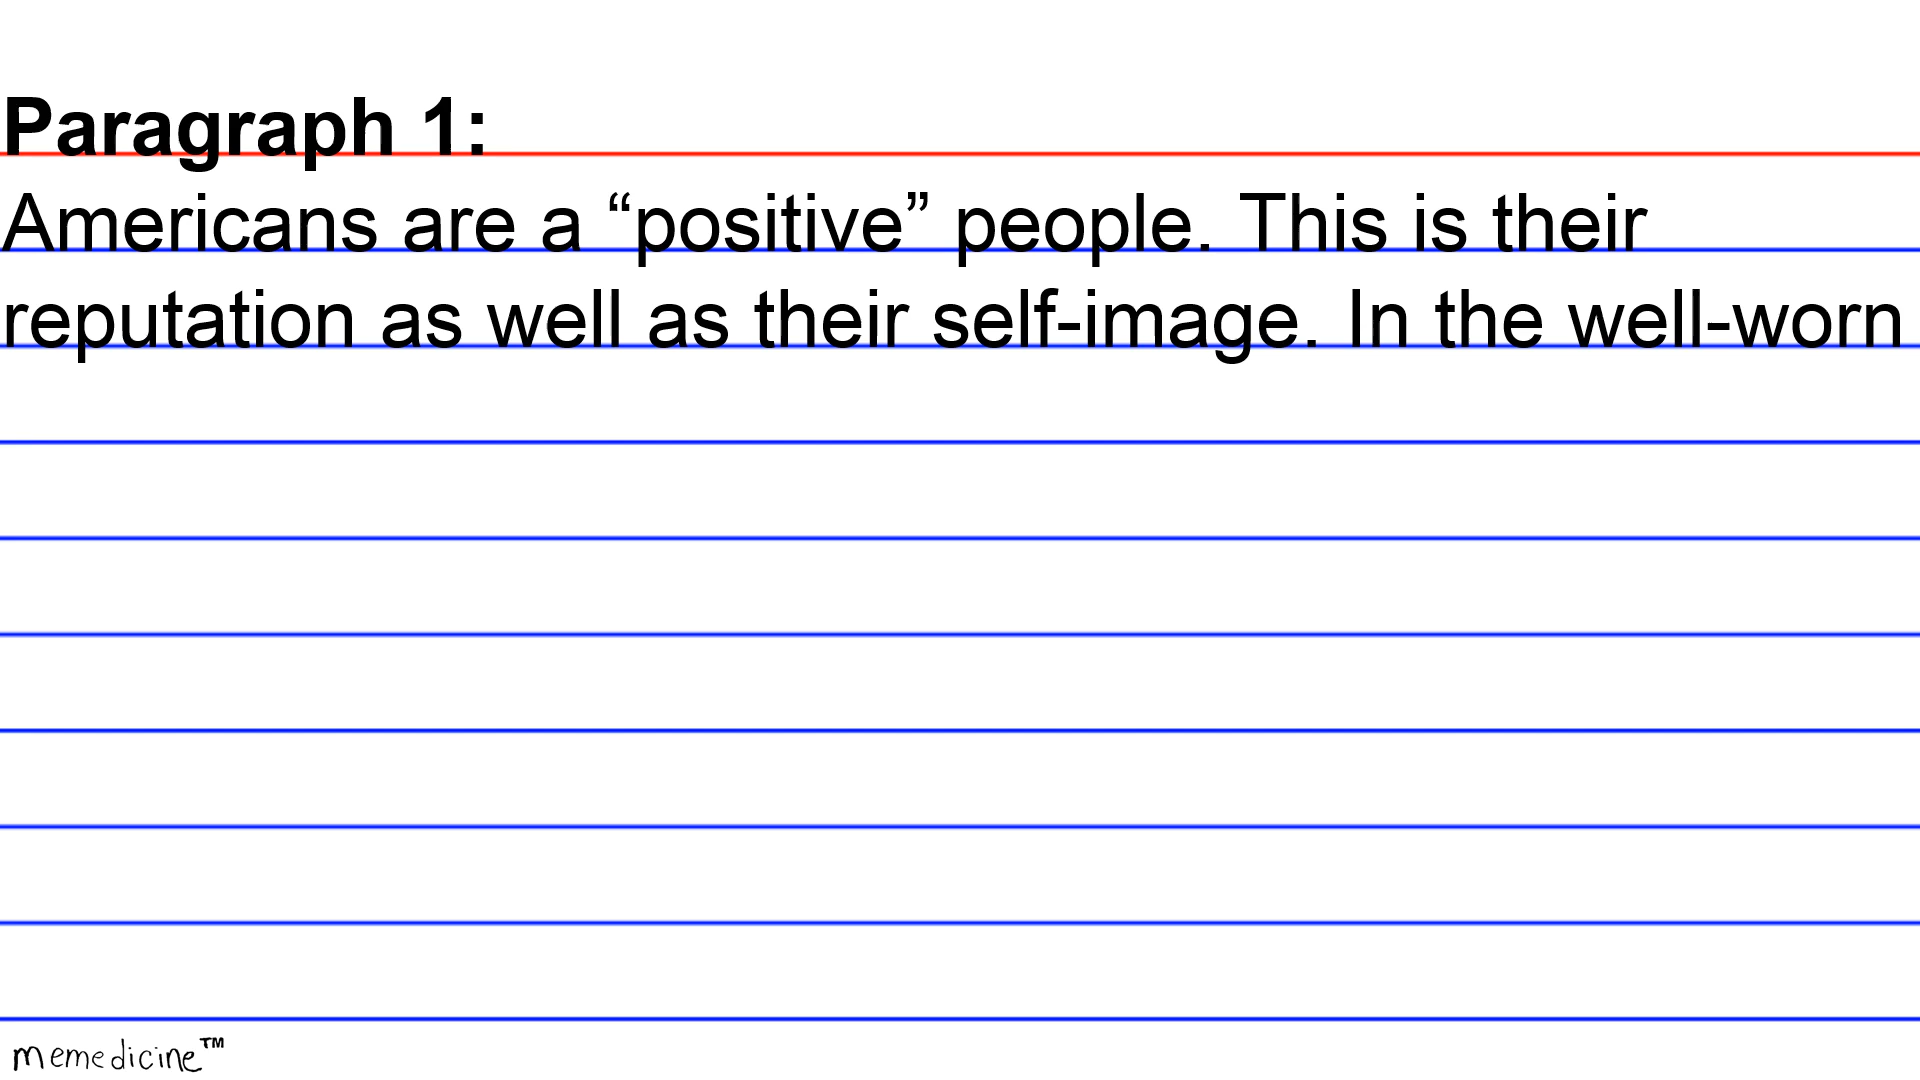 Paragraph 1:
Americans are a “positive” people. This is their
reputation as well as their self-image. In the well-worn
memedicine™